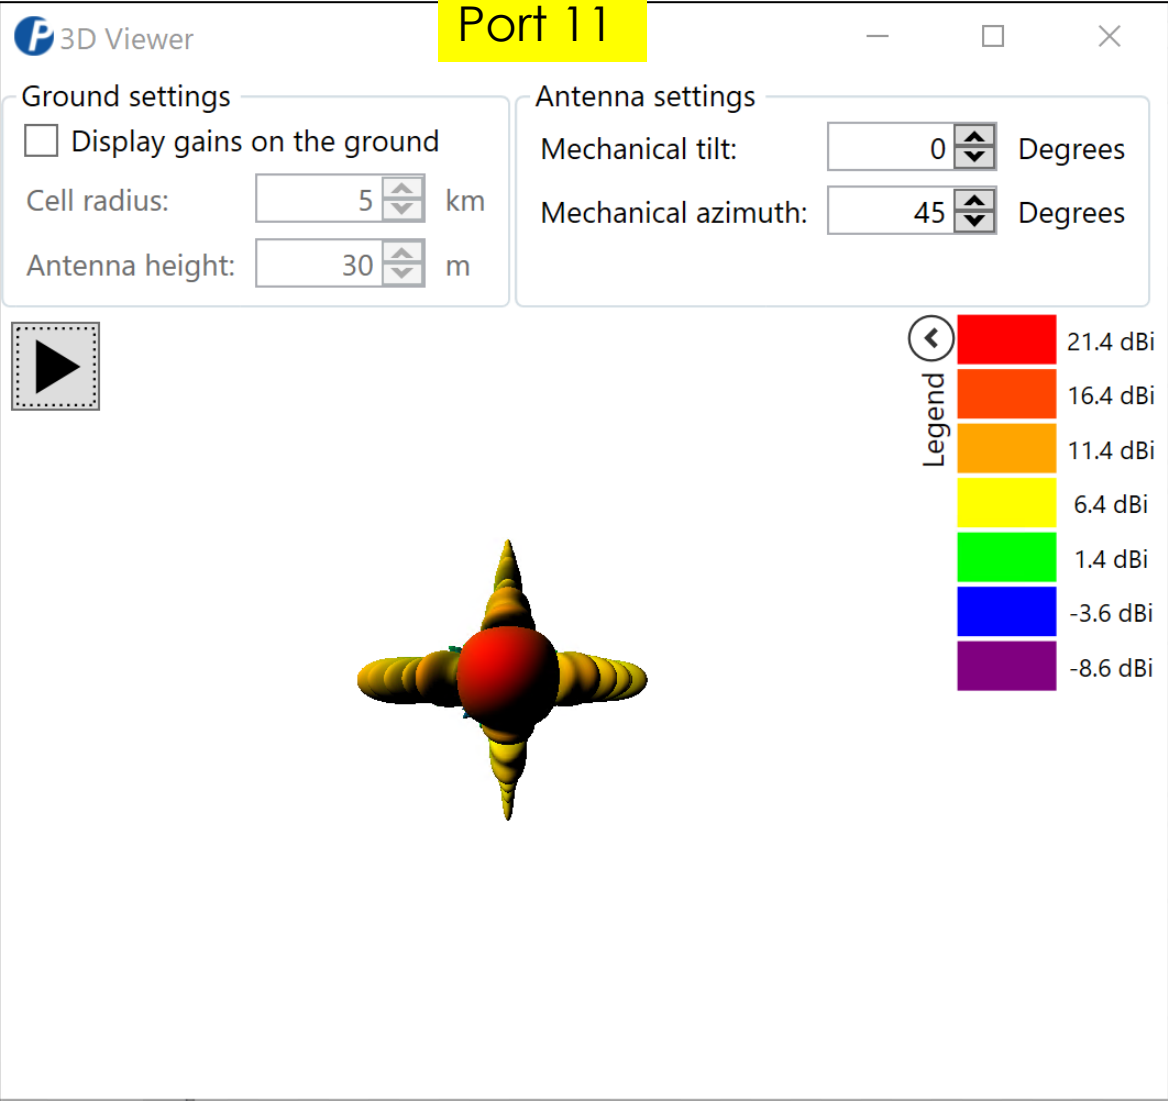 Port 11
3D Viewer
Ground settings
Display gains on the ground
Cell radius: 5 km
Antenna height: 30 m
Antenna settings
Mechanical tilt: 0 Degrees
Mechanical azimuth: 45 Degrees
Legend
21.4 dBi
16.4 dBi
11.4 dBi
6.4 dBi
1.4 dBi
-3.6 dBi
-8.6 dBi